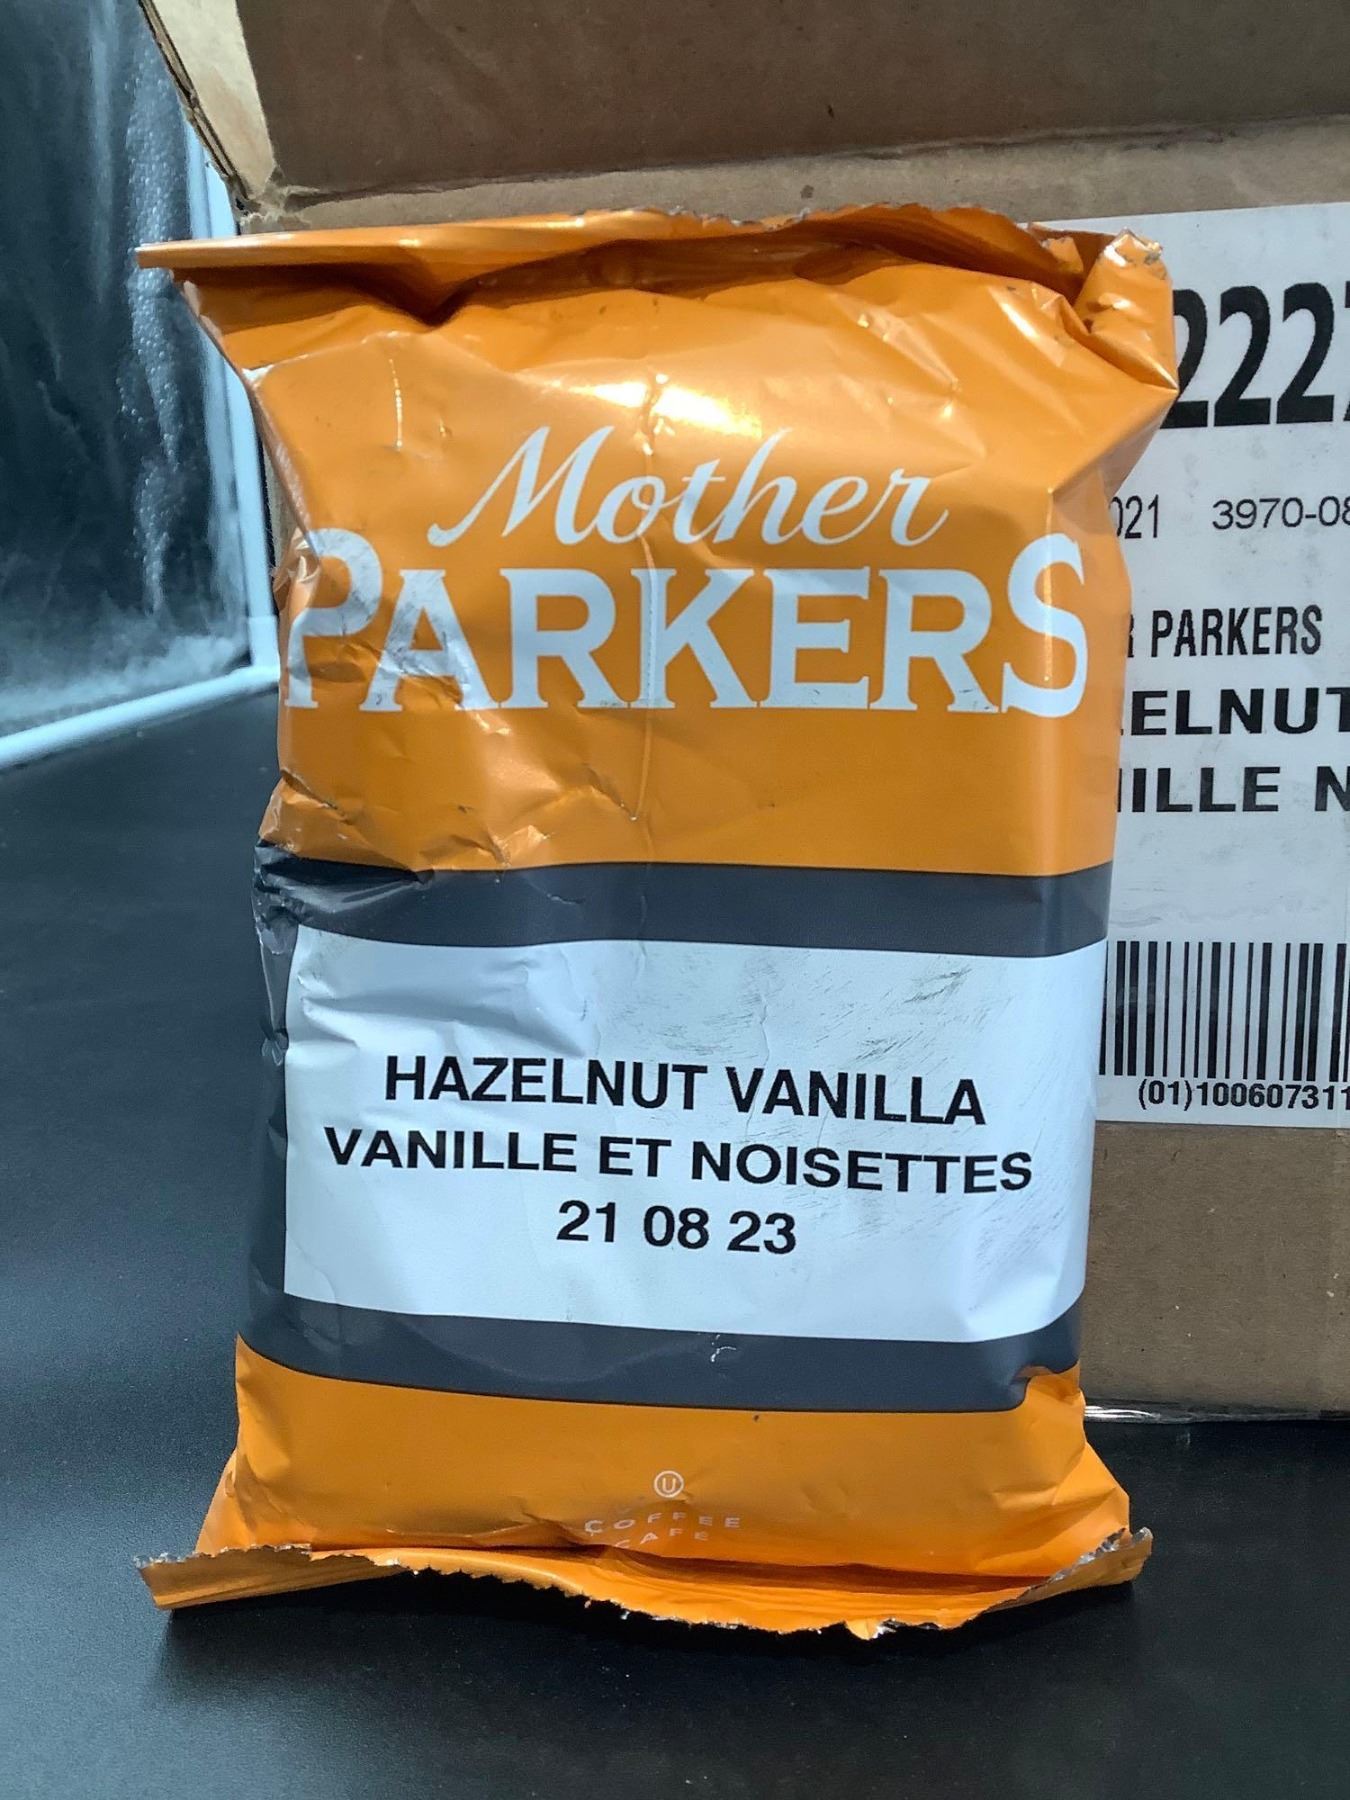 Mother
PARKERS
HAZELNUT VANILLA
VANILLE ET NOISETTES
21 08 23
U
COFFEE
CAFÉ
222
021 3970-08
R PARKERS
ELNUT
ILLE N
(01)100607311